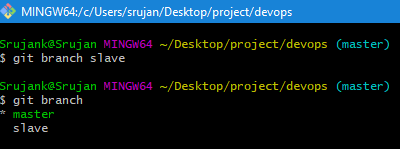 MINGW64:/c/Users/srujan/Desktop/project/devops
Srujank@Srujan MINGW64 ~/Desktop/project/devops (master)
$ git branch slave
Srujank@Srujan MINGW64 ~/Desktop/project/devops (master)
$ git branch
* master
slave